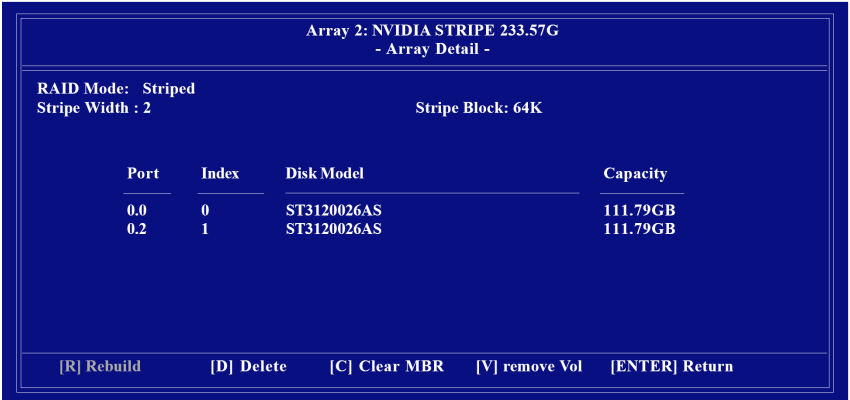 Array 2: NVIDIA STRIPE 233.57G
- Array Detail -
RAID Mode: Striped
Stripe Width : 2 Stripe Block: 64K
Port Index Disk Model Capacity
0.0 0 ST3120026AS 111.79GB
0.2 1 ST3120026AS 111.79GB
[R] Rebuild [D] Delete [C] Clear MBR [V] remove Vol [ENTER] Return